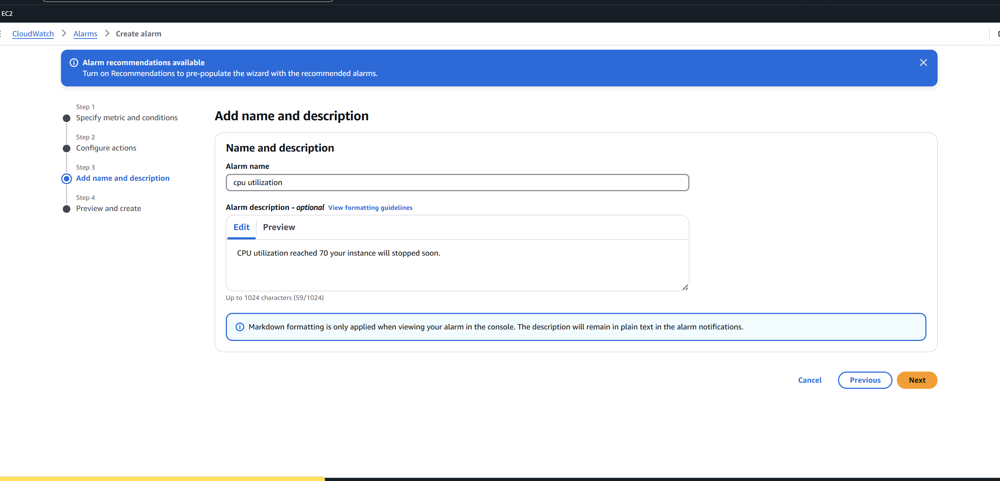 EC2
CloudWatch > Alarms > Create alarm
Alarm recommendations available
Turn on Recommendations to pre-populate the wizard with the recommended alarms.
Step 1
Specify metric and conditions
Step 2
Configure actions
Step 3
Add name and description
Step 4
Preview and create
Add name and description
Name and description
Alarm name
cpu utilization
Alarm description - optional View formatting guidelines
Edit Preview
CPU utilization reached 70 your instance will stopped soon.
Up to 1024 characters (59/1024)
Markdown formatting is only applied when viewing your alarm in the console. The description will remain in plain text in the alarm notifications.
Cancel Previous Next